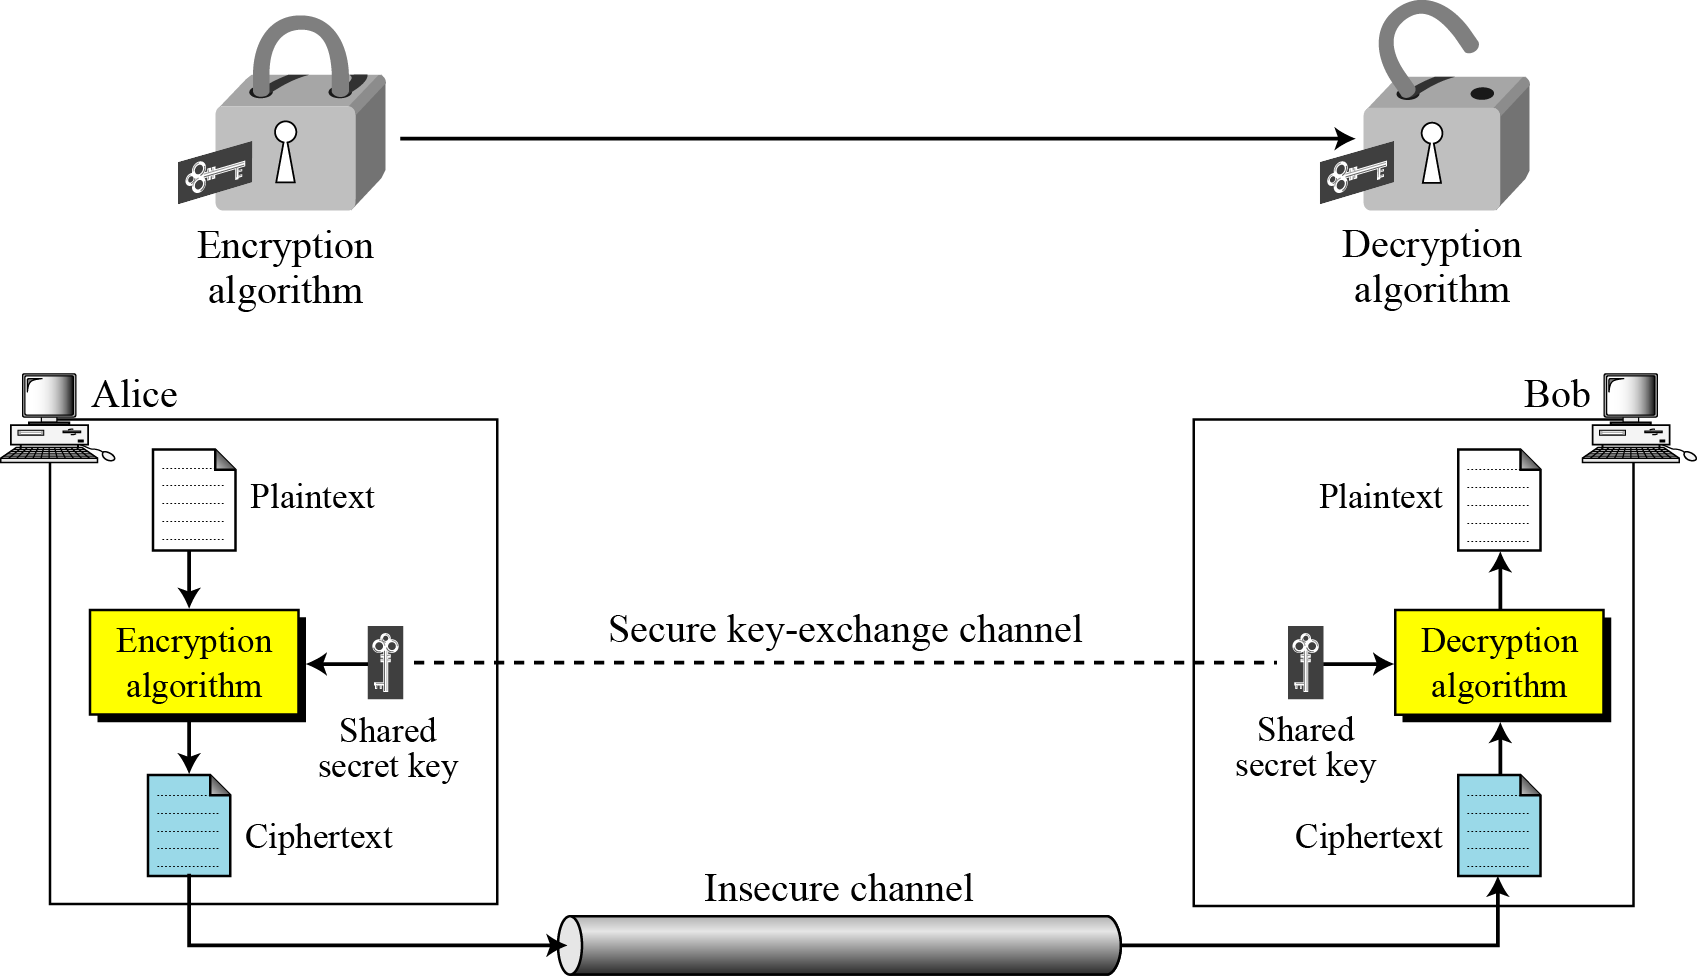 Encryption
algorithm
Decryption
algorithm
Alice
Bob
Plaintext
Plaintext
Encryption
algorithm
Secure key-exchange channel
Decryption
algorithm
Shared
secret key
Shared
secret key
Ciphertext
Ciphertext
Insecure channel